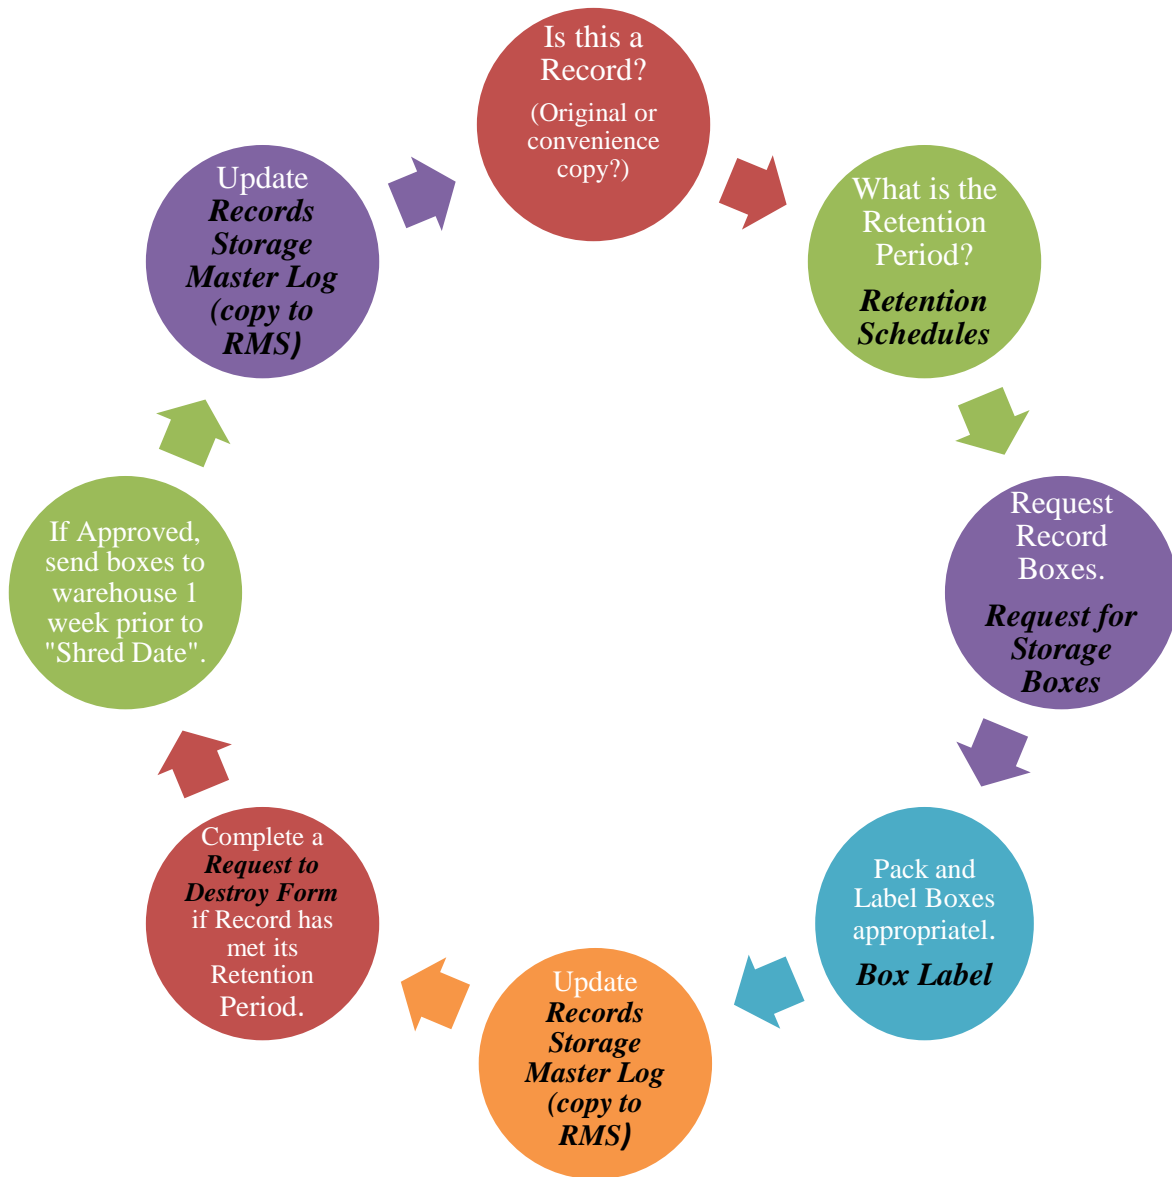 Is this a
Record?
(Original or
convenience
copy?)
What is the
Retention
Period?
Retention
Schedules
Request
Record
Boxes.
Request for
Storage
Boxes
Pack and
Label Boxes
appropriatel.
Box Label
Update
Records
Storage
Master Log
(copy to
RMS)
Complete a
Request to
Destroy Form
if Record has
met its
Retention
Period.
If Approved,
send boxes to
warehouse 1
week prior to
"Shred Date".
Update
Records
Storage
Master Log
(copy to
RMS)